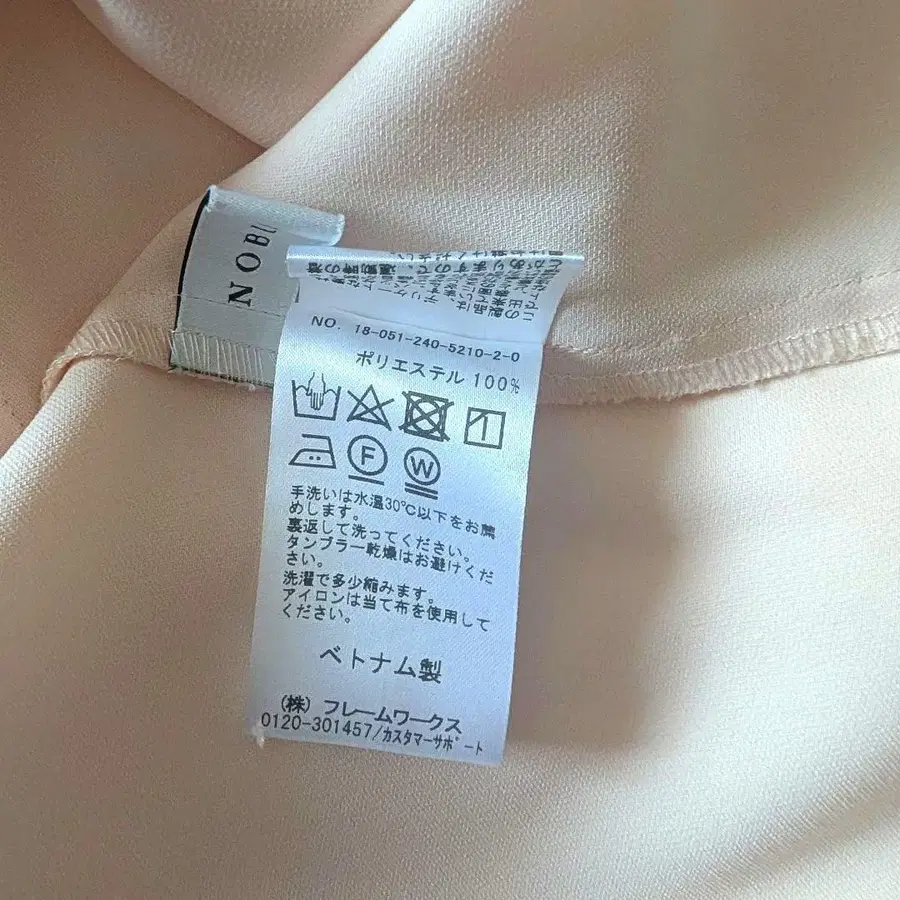 NOBU
NO. 18-051-240-5210-2-0
ポリエステル 100%
1
F
W
手洗いは水温30℃以下をお薦
めします。
裏返して洗ってください。
タンブラー乾燥はお避けくだ
さい。
洗濯で多少縮みます。
アイロンは当て布を使用して
ください。
ベトナム製
(株) フレームワークス
0120-301457/カスタマーサポート